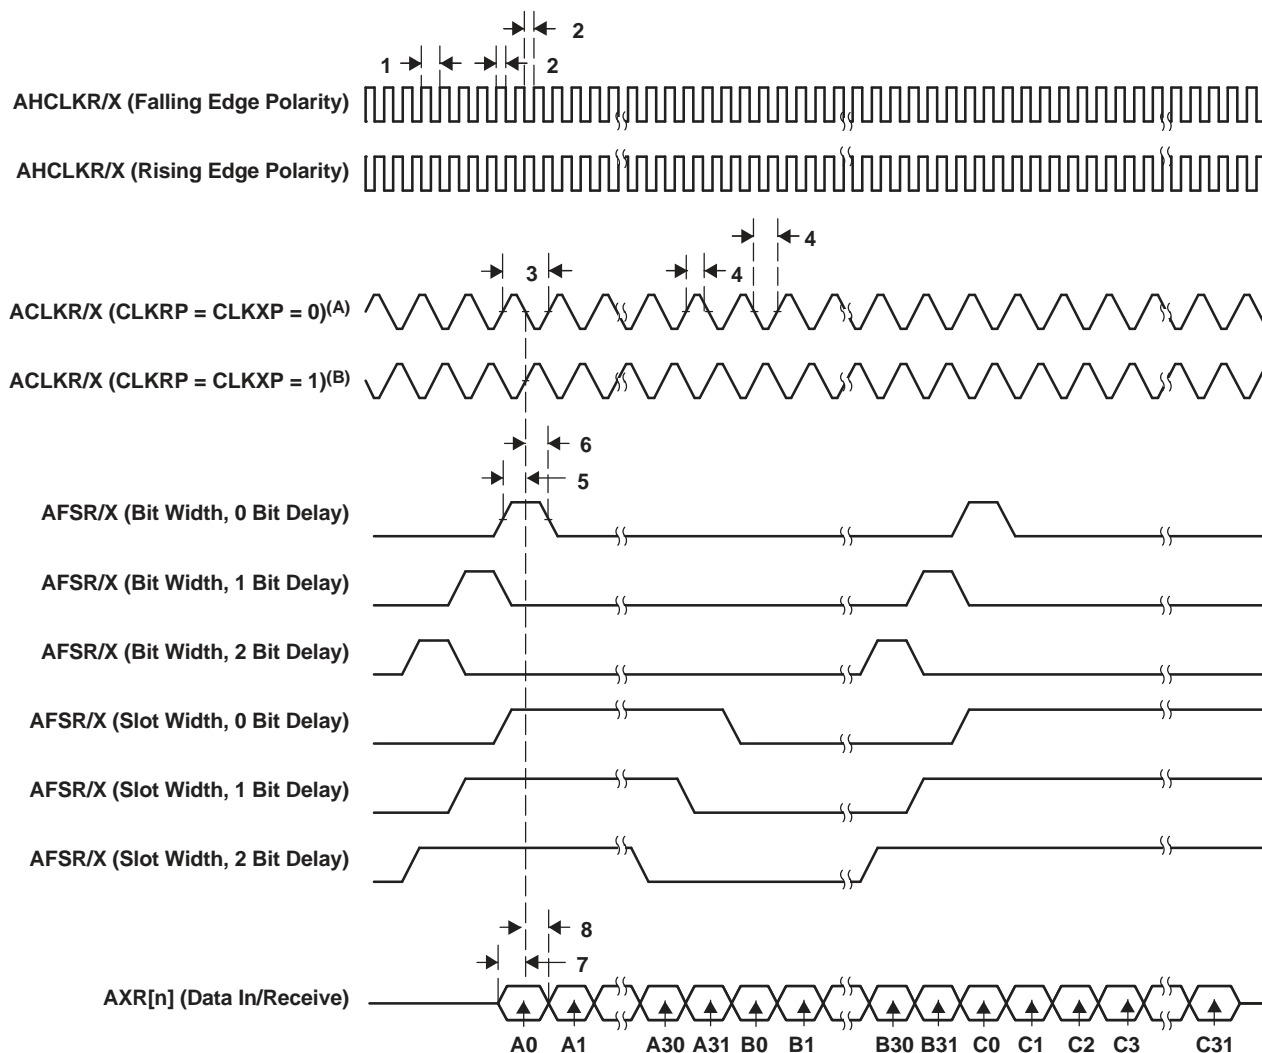 2
1
2
AHCLKR/X (Falling Edge Polarity)
AHCLKR/X (Rising Edge Polarity)
4
3
4
ACLKR/X (CLKRP = CLKXP = 0)(A)
ACLKR/X (CLKRP = CLKXP = 1)(B)
6
5
AFSR/X (Bit Width, 0 Bit Delay)
AFSR/X (Bit Width, 1 Bit Delay)
AFSR/X (Bit Width, 2 Bit Delay)
AFSR/X (Slot Width, 0 Bit Delay)
AFSR/X (Slot Width, 1 Bit Delay)
AFSR/X (Slot Width, 2 Bit Delay)
8
7
AXR[n] (Data In/Receive)
A0 A1 A30 A31 B0 B1 B30 B31 C0 C1 C2 C3 C31